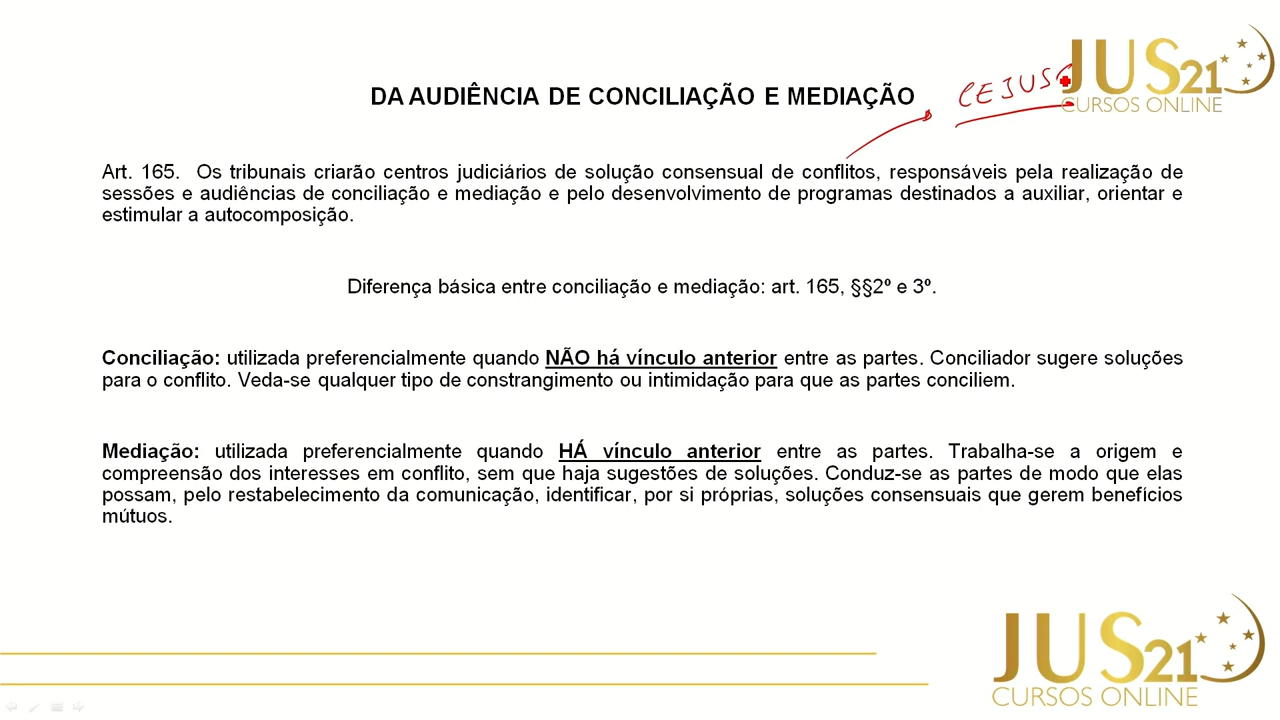 JUS21
CURSOS ONLINE
DA AUDIÊNCIA DE CONCILIAÇÃO E MEDIAÇÃO
CEJUSC
Art. 165. Os tribunais criarão centros judiciários de solução consensual de conflitos, responsáveis pela realização de
sessões e audiências de conciliação e mediação e pelo desenvolvimento de programas destinados a auxiliar, orientar e
estimular a autocomposição.
Diferença básica entre conciliação e mediação: art. 165, §§2º e 3º.
Conciliação: utilizada preferencialmente quando NÃO há vínculo anterior entre as partes. Conciliador sugere soluções
para o conflito. Veda-se qualquer tipo de constrangimento ou intimidação para que as partes conciliem.
Mediação: utilizada preferencialmente quando HÁ vínculo anterior entre as partes. Trabalha-se a origem e
compreensão dos interesses em conflito, sem que haja sugestões de soluções. Conduz-se as partes de modo que elas
possam, pelo restabelecimento da comunicação, identificar, por si próprias, soluções consensuais que gerem benefícios
mútuos.
JUS21
CURSOS ONLINE